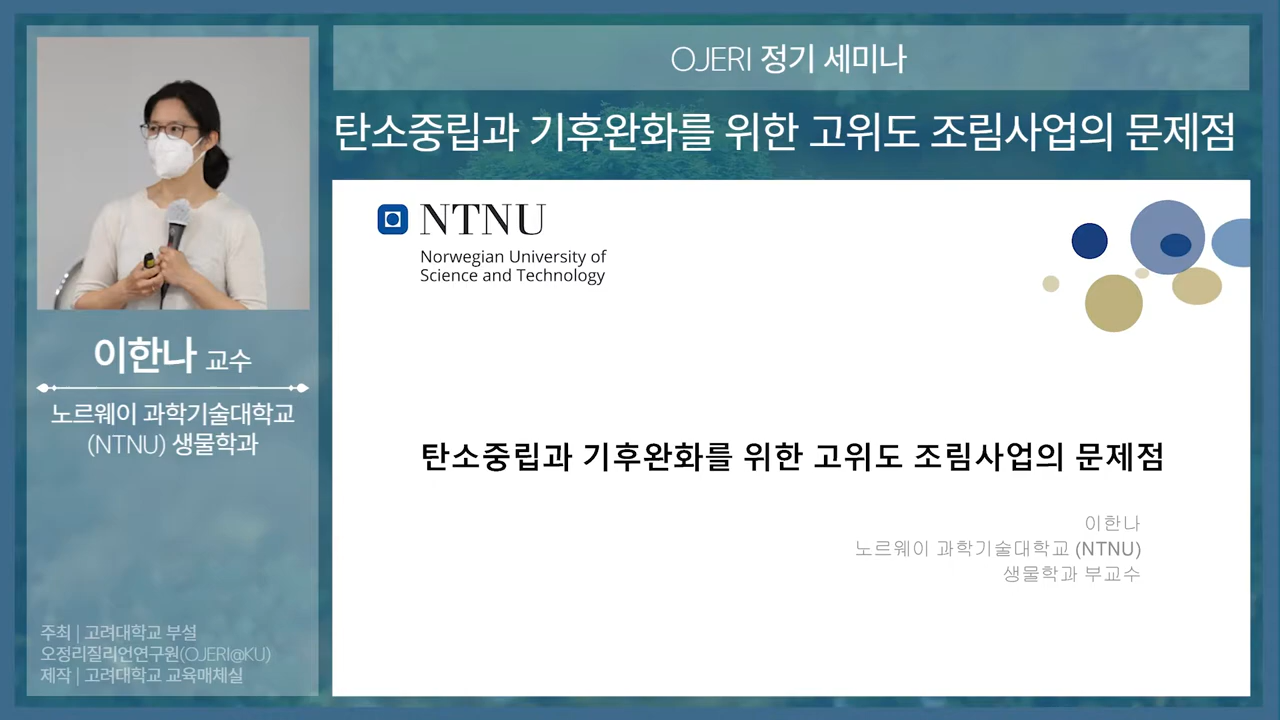 OJERI 정기 세미나
탄소중립과 기후완화를 위한 고위도 조림사업의 문제점
이한나 교수
노르웨이 과학기술대학교
(NTNU) 생물학과
주최 | 고려대학교 부설
오정리질리언연구원(OJERI@KU)
제작 | 고려대학교 교육매체실
NTNU
Norwegian University of
Science and Technology
탄소중립과 기후완화를 위한 고위도 조림사업의 문제점
이한나
노르웨이 과학기술대학교 (NTNU)
생물학과 부교수